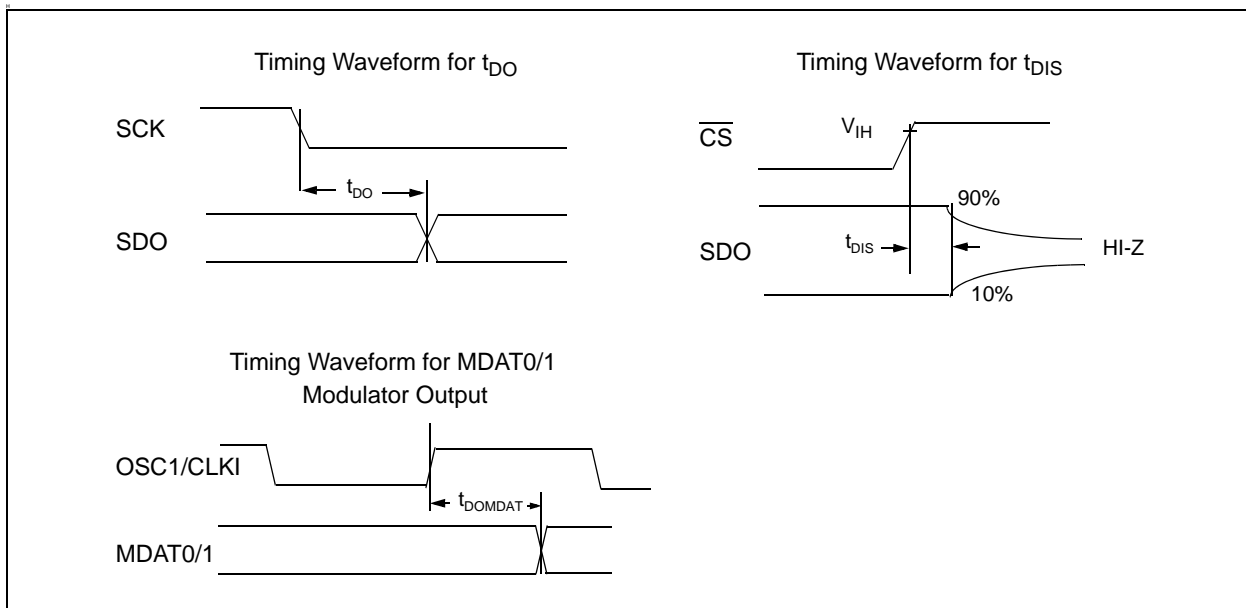 Timing Waveform for tDO
SCK
tDO
SDO
Timing Waveform for tDIS
CS
VIH
90%
SDO
tDIS
HI-Z
10%
Timing Waveform for MDAT0/1
Modulator Output
OSC1/CLKI
tDOMDAT
MDAT0/1